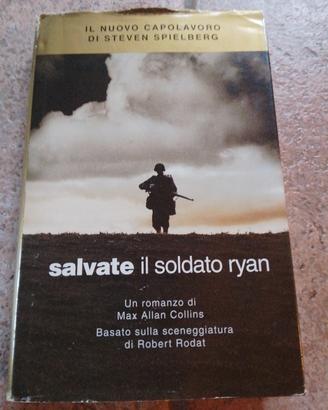 IL NUOVO CAPOLAVORO
DI STEVEN SPIELBERG
salvate il soldato ryan
Un romanzo di
Max Allan Collins
Basato sulla sceneggiatura
di Robert Rodat